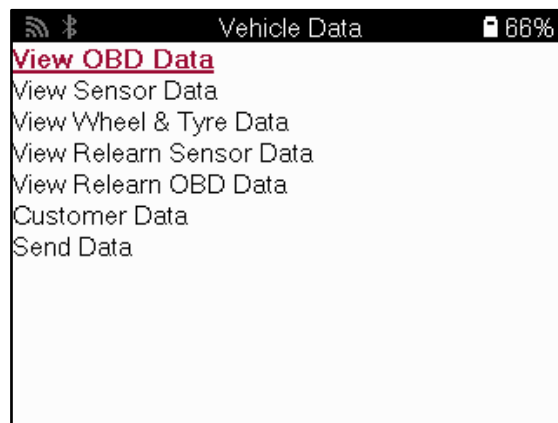 Vehicle Data 66%
View OBD Data
View Sensor Data
View Wheel & Tyre Data
View Relearn Sensor Data
View Relearn OBD Data
Customer Data
Send Data